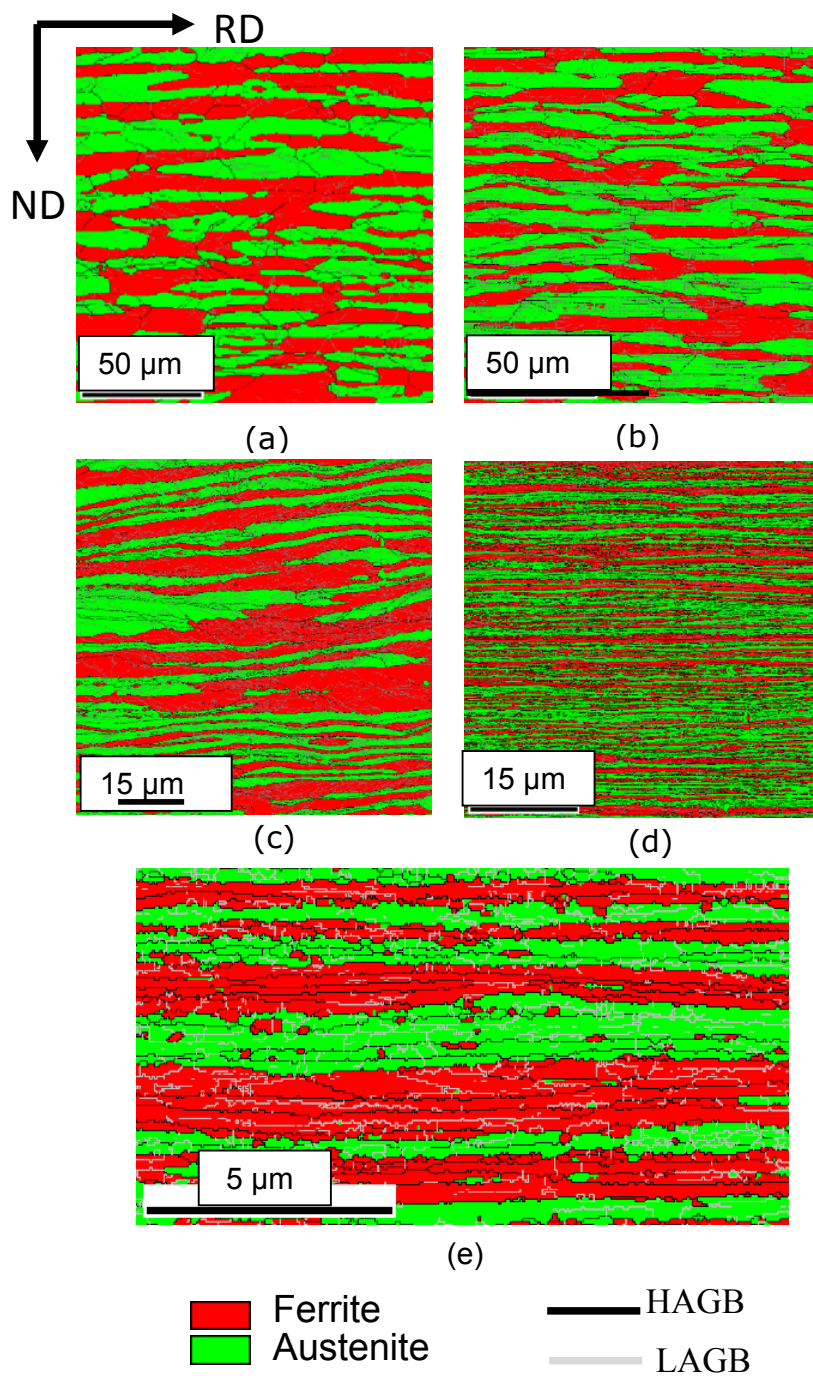 RD
ND
50 µm
50 µm
(a)
(b)
15 µm
15 µm
(c)
(d)
5 µm
(e)
Ferrite
HAGB
Austenite
LAGB